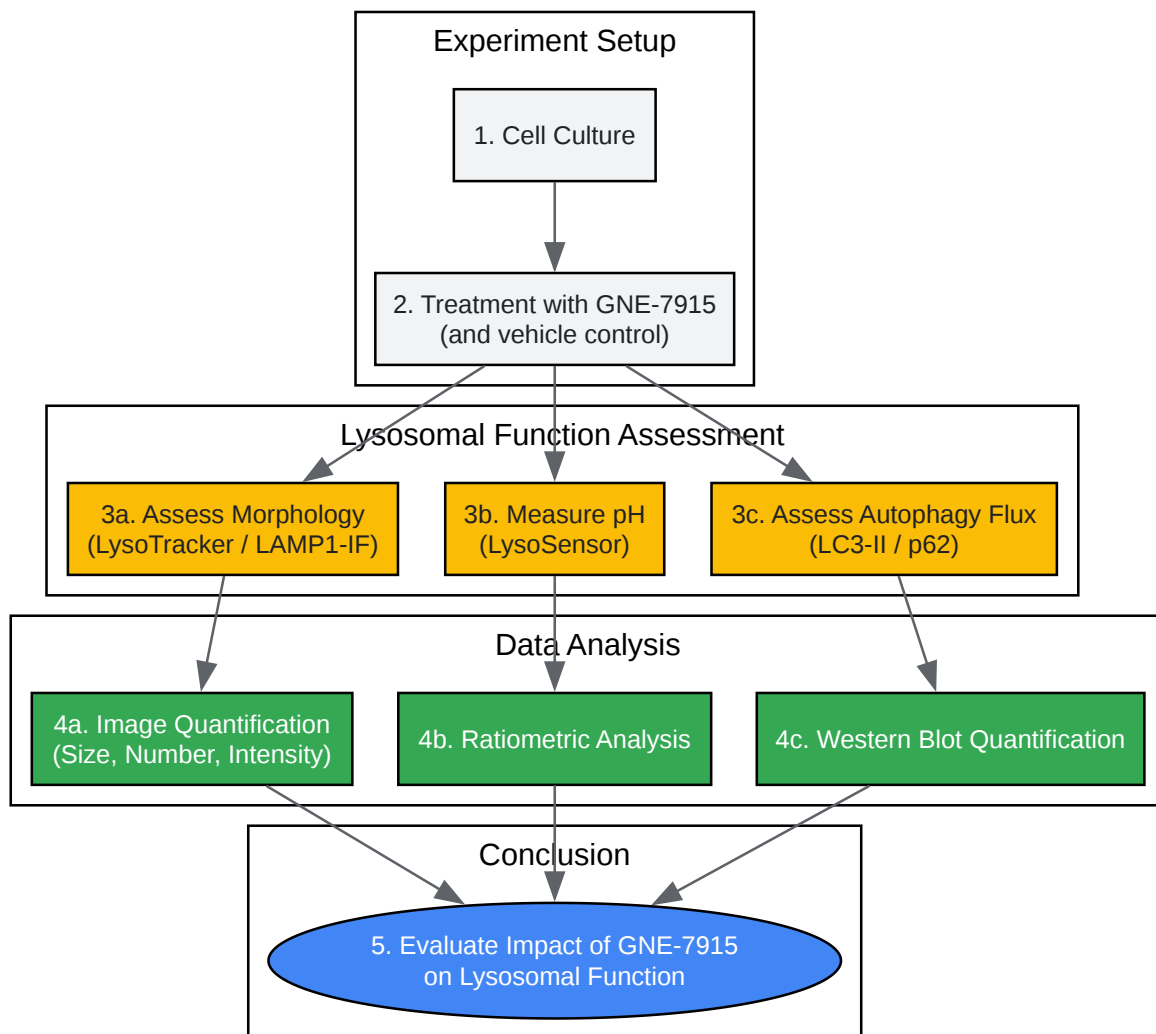 Experiment Setup
1. Cell Culture
2. Treatment with GNE-7915
(and vehicle control)
Lysosomal Function Assessment
3a. Assess Morphology
(LysoTracker / LAMP1-IF)
3b. Measure pH
(LysoSensor)
3c. Assess Autophagy Flux
(LC3-II / p62)
Data Analysis
4a. Image Quantification
(Size, Number, Intensity)
4b. Ratiometric Analysis
4c. Western Blot Quantification
Conclusion
5. Evaluate Impact of GNE-7915
on Lysosomal Function